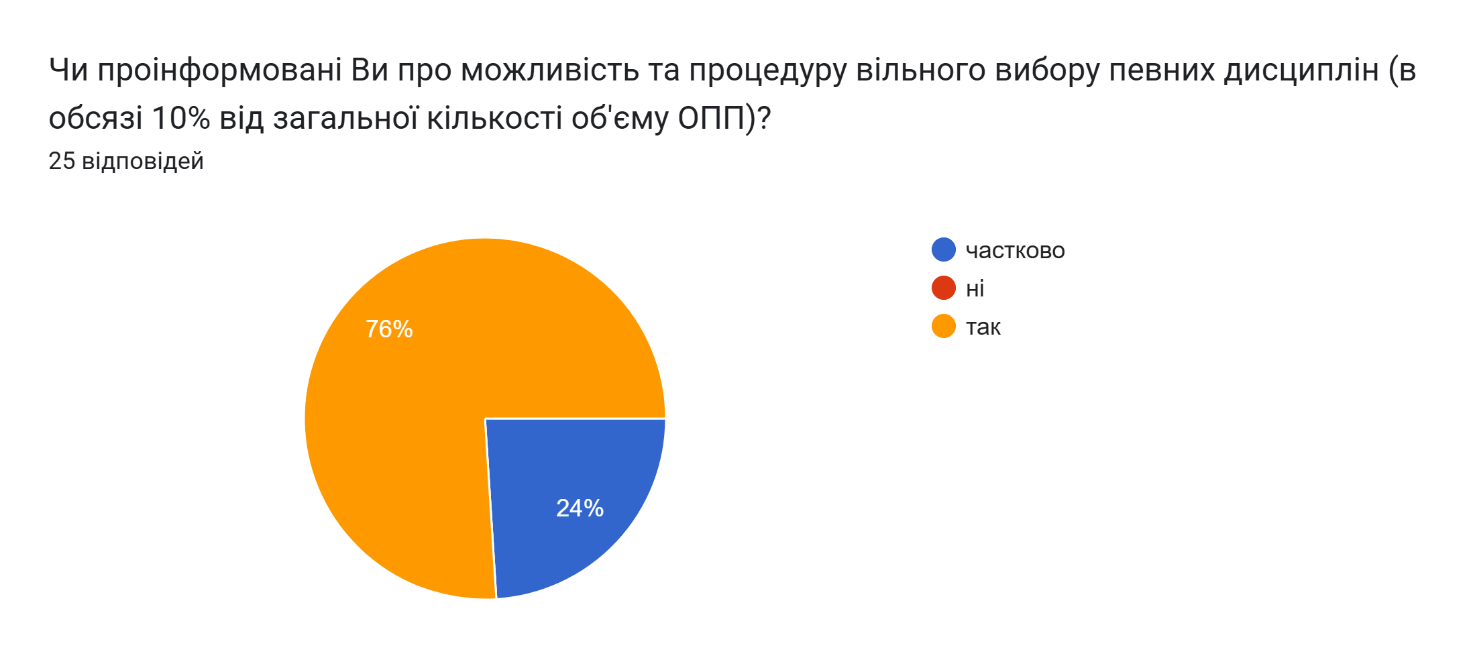 Чи проінформовані Ви про можливість та процедуру вільного вибору певних дисциплін (в
обсязі 10% від загальної кількості об'єму ОПП)?
25 відповідей
частково
ні
так
76%
24%